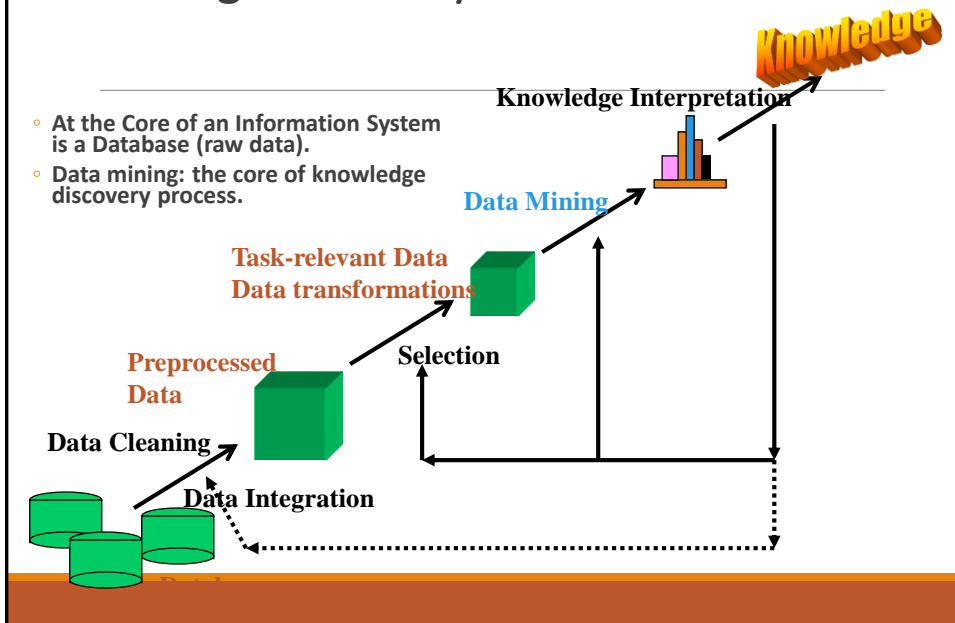 Knowledge
Knowledge Interpretation
◦ At the Core of an Information System
is a Database (raw data).
◦ Data mining: the core of knowledge
discovery process.
Data Mining
Task-relevant Data
Data transformations
Selection
Preprocessed
Data
Data Cleaning
Data Integration